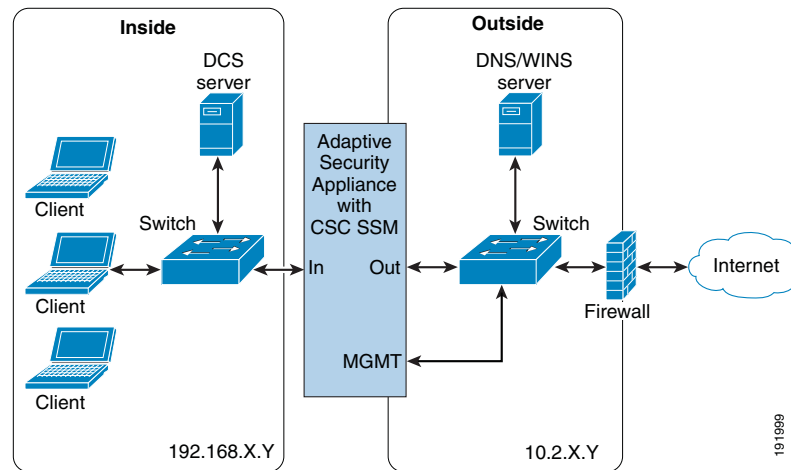 Inside
Outside
DCS
server
DNS/WINS
server
Adaptive
Security
Appliance
with
CSC SSM
Client
Switch
Switch
Client
In
Out
Internet
Firewall
MGMT
Client
192.168.X.Y
10.2.X.Y
191999